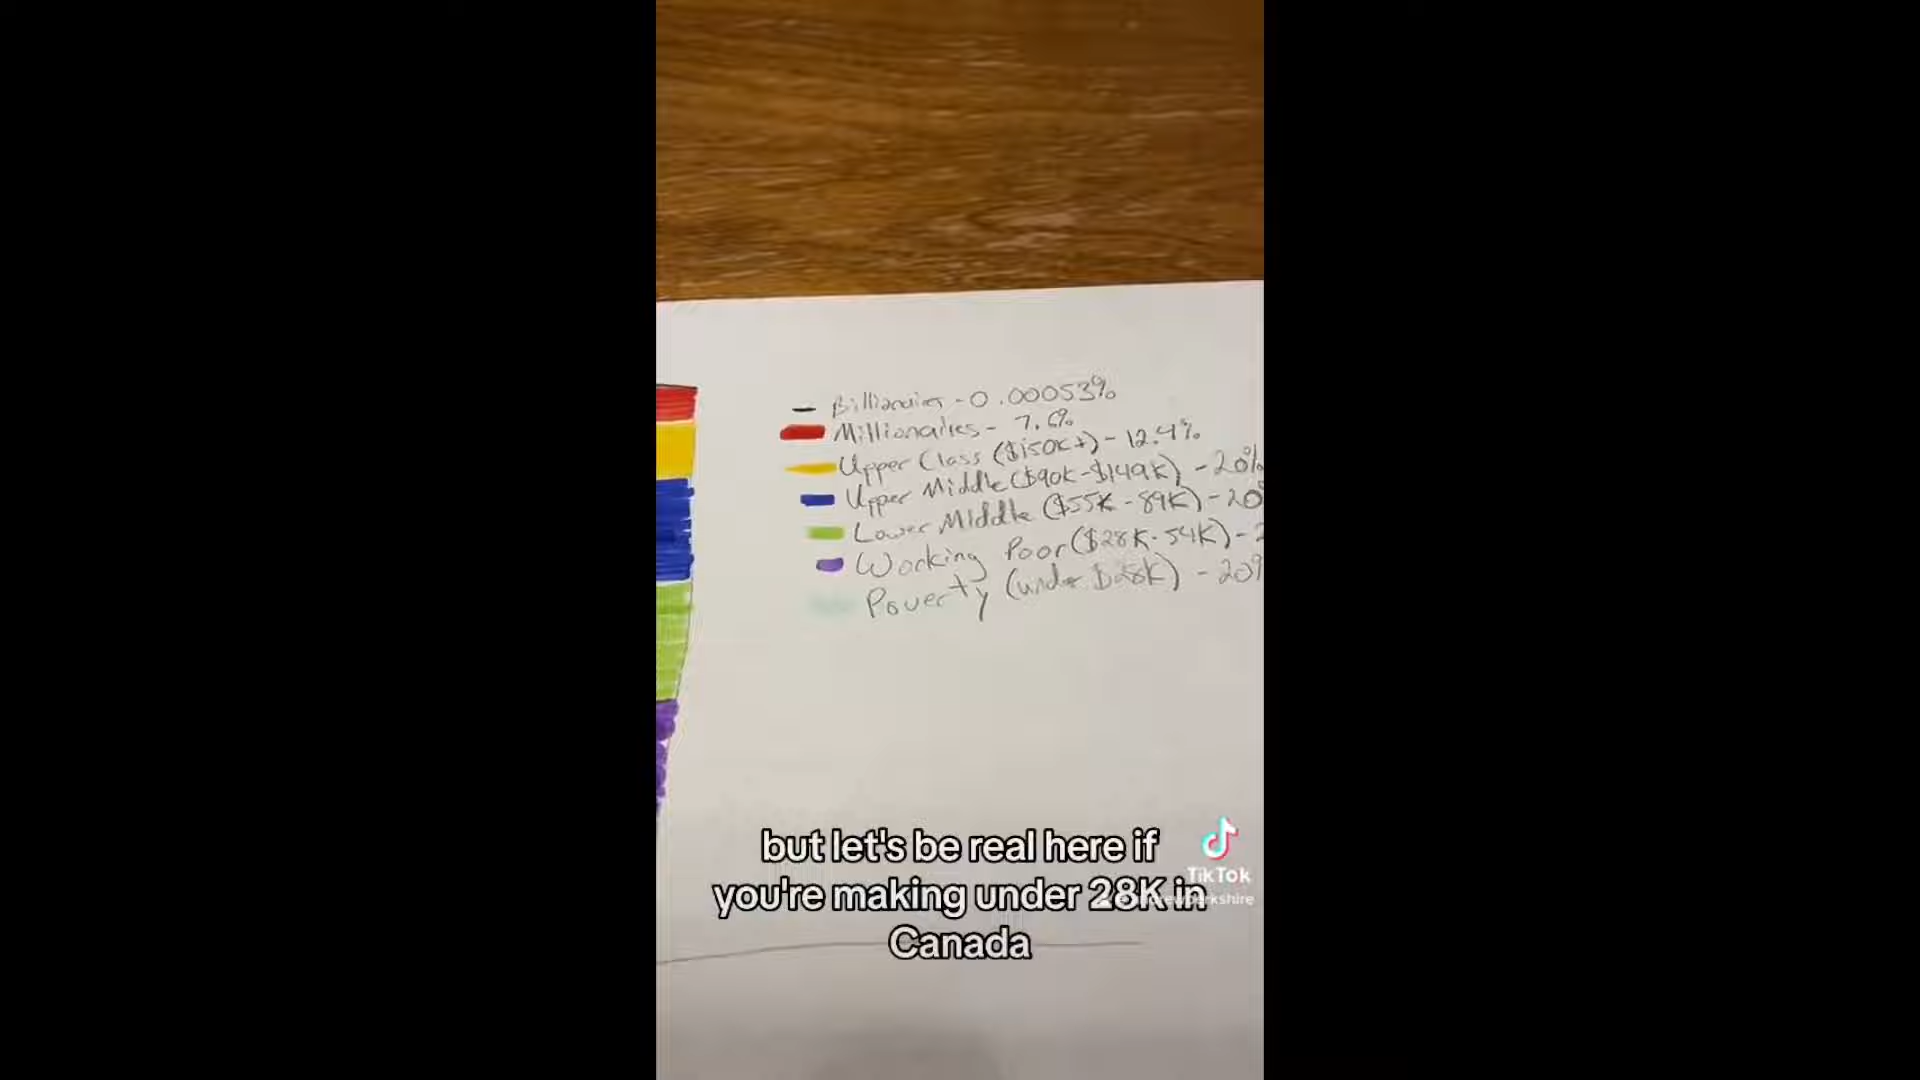 Billionaires - 0.00053%
Millionaires - 7.6%
Upper Class ($150K+) - 12.4%
Upper Middle ($90K-$149K) - 20%
Lower Middle ($55K - 89K) - 20
Working Poor ($28K - 54K) - 2
Poverty (under $28K) - 20%
but let's be real here if
you're making under 28K in
Canada
TikTok